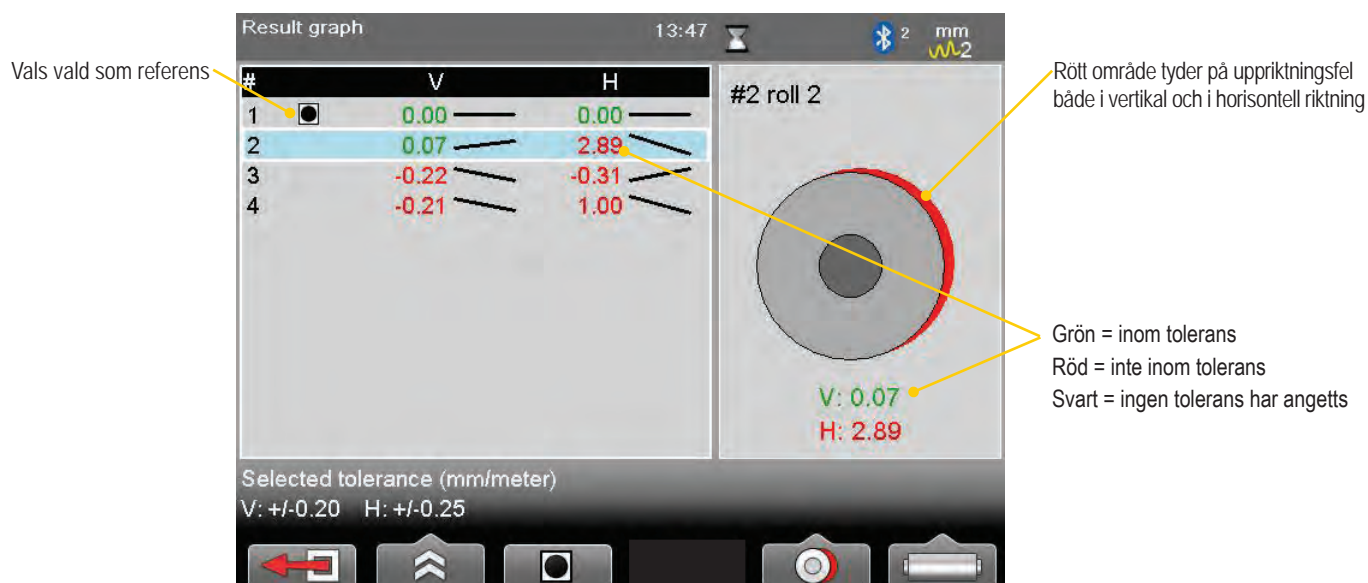 Result graph 13:47 2 mm
2
Vals vald som referens
# V H
1 0.00 0.00
2 0.07 2.89
3 -0.22 -0.31
4 -0.21 1.00
#2 roll 2
Rött område tyder på uppriktningsfel
både i vertikal och i horisontell riktning
Grön = inom tolerans
Röd = inte inom tolerans
Svart = ingen tolerans har angetts
V: 0.07
H: 2.89
Selected tolerance (mm/meter)
V: +/-0.20 H: +/-0.25